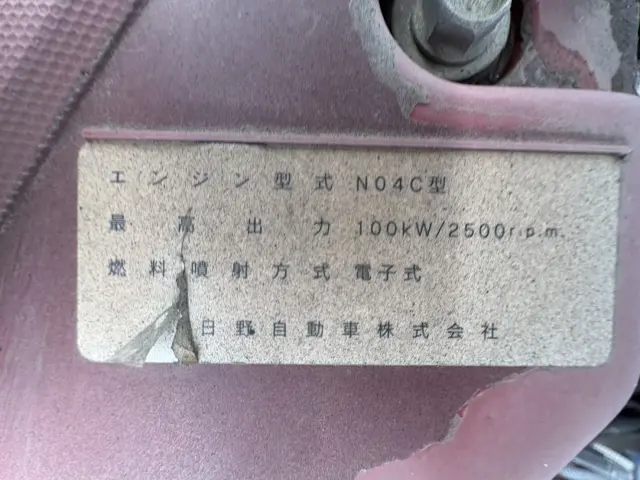 エンジン型式 N04C型
最高出力 100kW/2500r.p.m.
燃料噴射方式 電子式
日野自動車株式会社